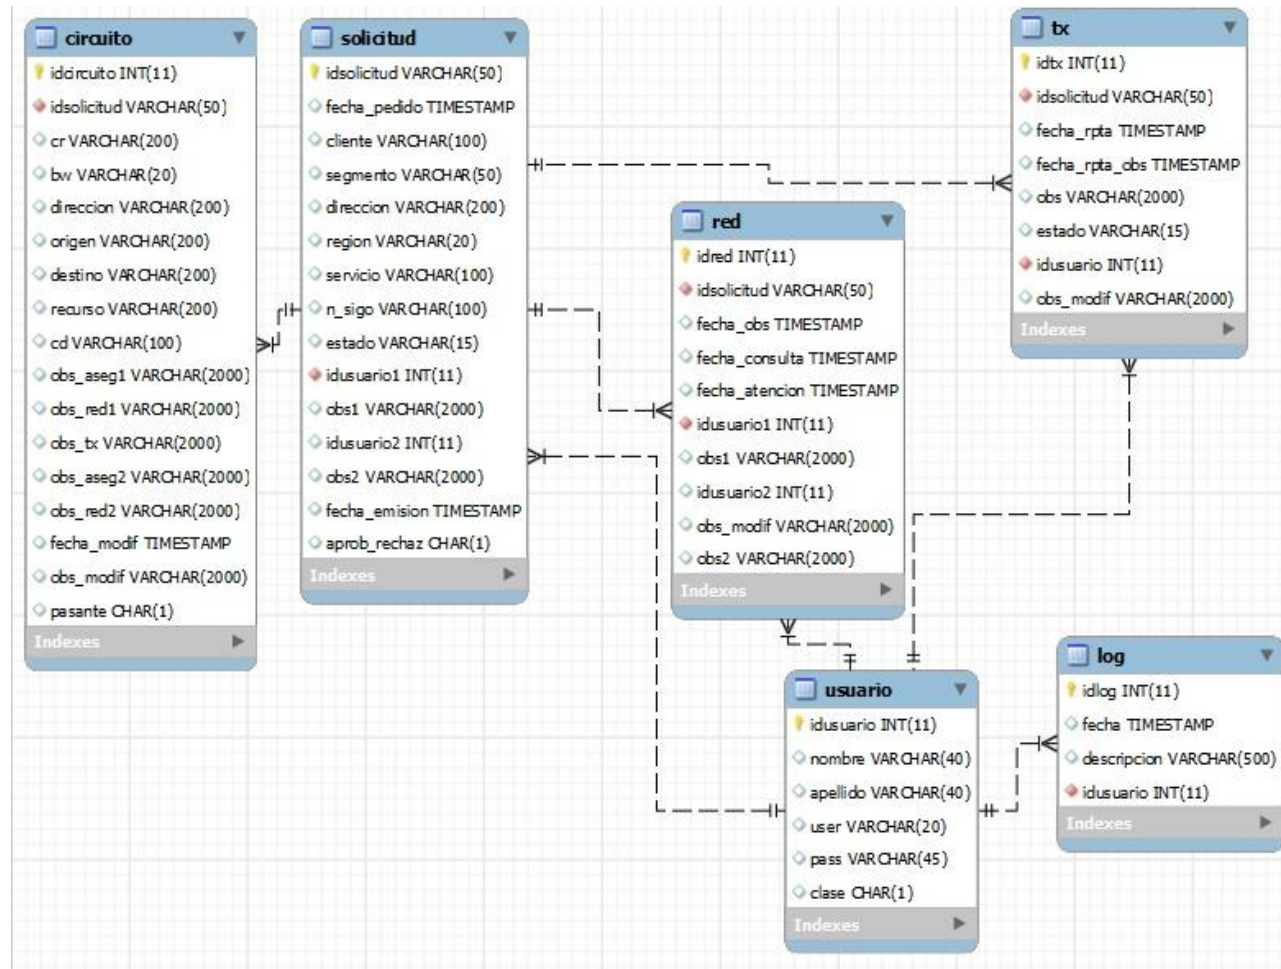 circuito
idcircuito INT(11)
idsolicitud VARCHAR(50)
cr VARCHAR(200)
bw VARCHAR(20)
direccion VARCHAR(200)
origen VARCHAR(200)
destino VARCHAR(200)
recurso VARCHAR(200)
cd VARCHAR(100)
obs_aseg1 VARCHAR(2000)
obs_red1 VARCHAR(2000)
obs_tx VARCHAR(2000)
obs_aseg2 VARCHAR(2000)
obs_red2 VARCHAR(2000)
fecha_modif TIMESTAMP
obs_modif VARCHAR(2000)
pasante CHAR(1)
Indexes
solicitud
idsolicitud VARCHAR(50)
fecha_pedido TIMESTAMP
cliente VARCHAR(100)
segmento VARCHAR(50)
direccion VARCHAR(200)
region VARCHAR(20)
servicio VARCHAR(100)
n_sigo VARCHAR(100)
estado VARCHAR(15)
idusuario1 INT(11)
obs1 VARCHAR(2000)
idusuario2 INT(11)
obs2 VARCHAR(2000)
fecha_emision TIMESTAMP
aprob_rechaz CHAR(1)
Indexes
red
idred INT(11)
idsolicitud VARCHAR(50)
fecha_obs TIMESTAMP
fecha_consulta TIMESTAMP
fecha_atencion TIMESTAMP
idusuario1 INT(11)
obs1 VARCHAR(2000)
idusuario2 INT(11)
obs_modif VARCHAR(2000)
obs2 VARCHAR(2000)
Indexes
tx
idtx INT(11)
idsolicitud VARCHAR(50)
fecha_rpta TIMESTAMP
fecha_rpta_obs TIMESTAMP
obs VARCHAR(2000)
estado VARCHAR(15)
idusuario INT(11)
obs_modif VARCHAR(2000)
Indexes
usuario
idusuario INT(11)
nombre VARCHAR(40)
apellido VARCHAR(40)
user VARCHAR(20)
pass VARCHAR(45)
clase CHAR(1)
Indexes
log
idlog INT(11)
fecha TIMESTAMP
descripcion VARCHAR(500)
idusuario INT(11)
Indexes